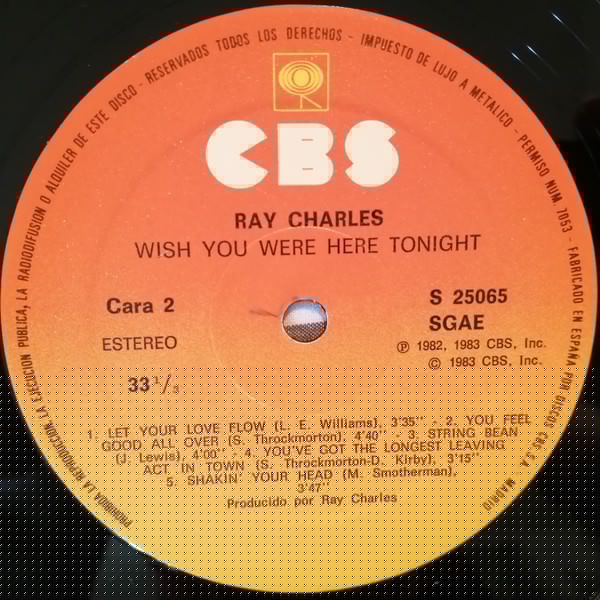 PROHIBIDA LA REPRODUCCION, LA EJECUCION PUBLICA, LA RADIODIFUSION O ALQUILER DE ESTE DISCO - RESERVADOS TODOS LOS DERECHOS - IMPUESTO DE LUJO A METALICO - PERMISO NUM. 7053 - FABRICADO EN ESPAÑA POR DISCOS CBS S.A. MADRID
CBS
RAY CHARLES
WISH YOU WERE HERE TONIGHT
Cara 2
S 25065
SGAE
ESTEREO
℗ 1982, 1983 CBS, Inc.
© 1983 CBS, Inc.
33 1/3
1. LET YOUR LOVE FLOW (L. E. Williams), 3'35'' - 2. YOU FEEL
GOOD ALL OVER (S. Throckmorton), 4'40'' - 3. STRING BEAN
(J. Lewis), 4'00'' - 4. YOU'VE GOT THE LONGEST LEAVING
ACT IN TOWN (S. Throckmorton-D. Kirby), 3'15''
5. SHAKIN' YOUR HEAD (M. Smotherman),
3'47''
Producido por Ray Charles